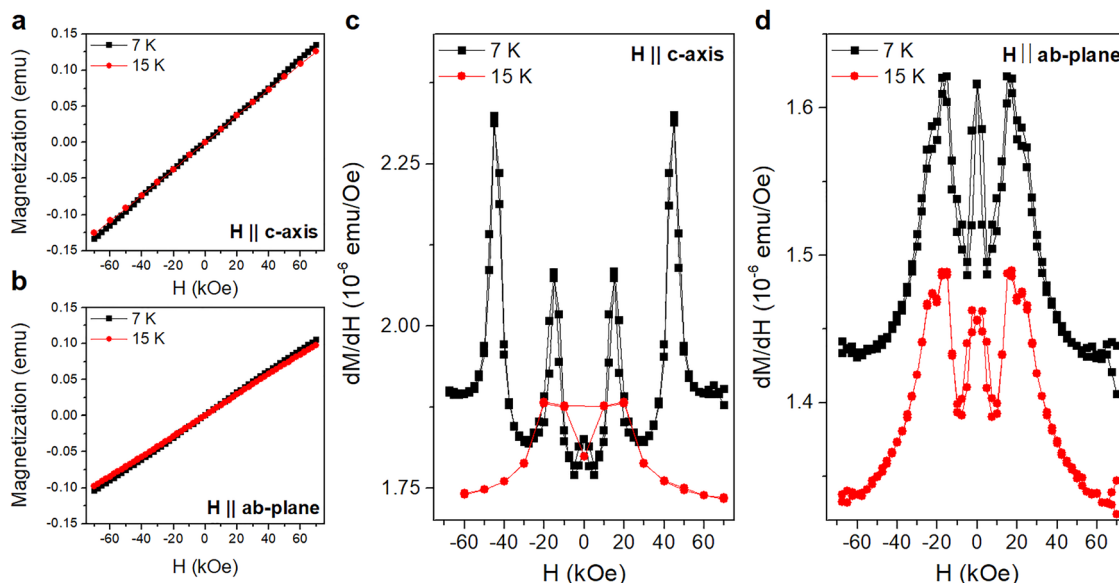 a
7 K
15 K
H || c-axis
Magnetization (emu)
0.15
0.10
0.05
0.00
-0.05
-0.10
-0.15
-60 -40 -20 0 20 40 60
H (kOe)
b
7 K
15 K
H || ab-plane
Magnetization (emu)
0.15
0.10
0.05
0.00
-0.05
-0.10
-0.15
-60 -40 -20 0 20 40 60
H (kOe)
c
7 K
15 K
H || c-axis
dM/dH (10⁻⁶ emu/Oe)
2.25
2.00
1.75
-60 -40 -20 0 20 40 60
H (kOe)
d
7 K
15 K
H || ab-plane
dM/dH (10⁻⁶ emu/Oe)
1.6
1.5
1.4
-60 -40 -20 0 20 40 60
H (kOe)